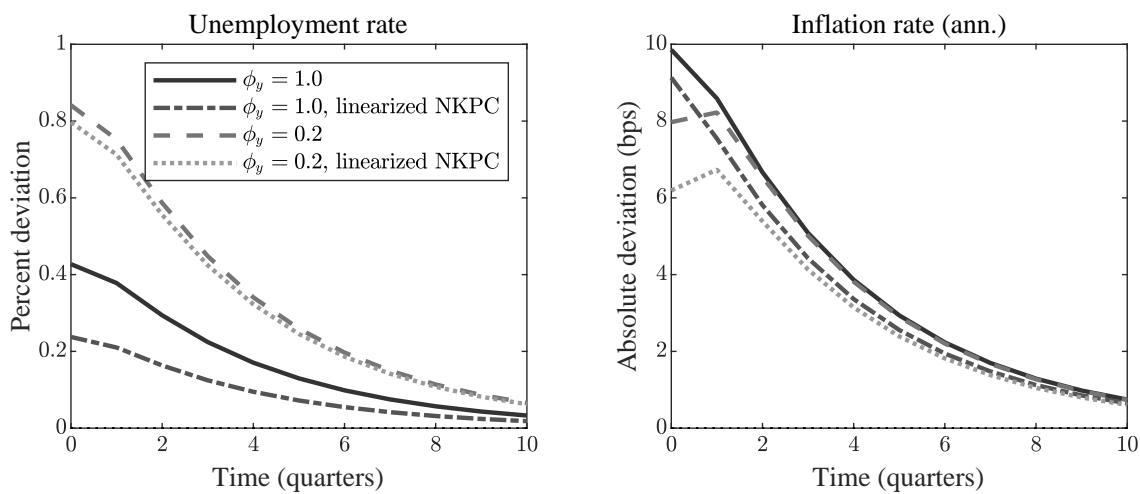 Unemployment rate
1
0.8
0.6
0.4
0.2
0
Percent deviation
ϕ_y = 1.0
ϕ_y = 1.0, linearized NKPC
ϕ_y = 0.2
ϕ_y = 0.2, linearized NKPC
0 2 4 6 8 10
Time (quarters)
Inflation rate (ann.)
10
8
6
4
2
0
Absolute deviation (bps)
0 2 4 6 8 10
Time (quarters)